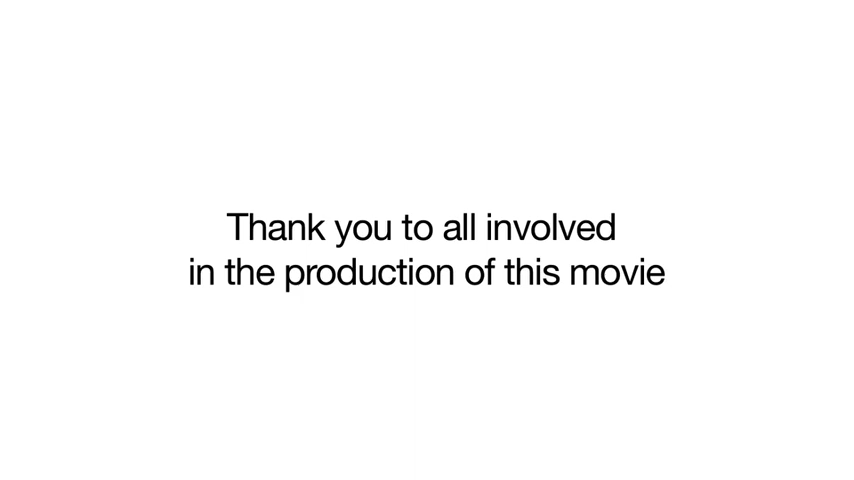 Thank you to all involved
in the production of this movie